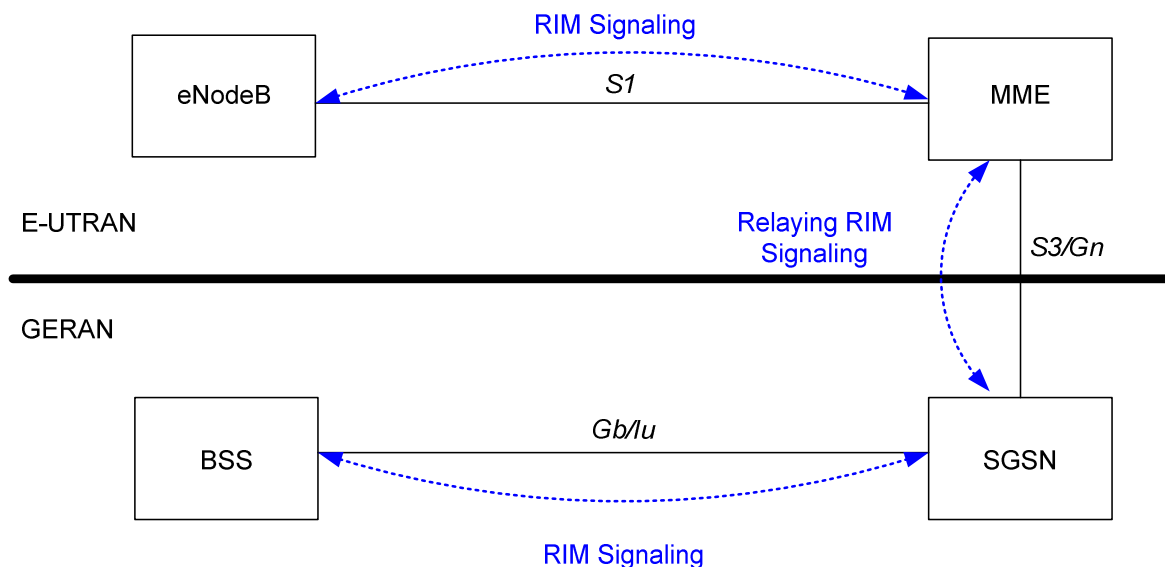 RIM Signaling
eNodeB
S1
MME
E-UTRAN
Relaying RIM
Signaling
S3/Gn
GERAN
BSS
Gb/Iu
SGSN
RIM Signaling